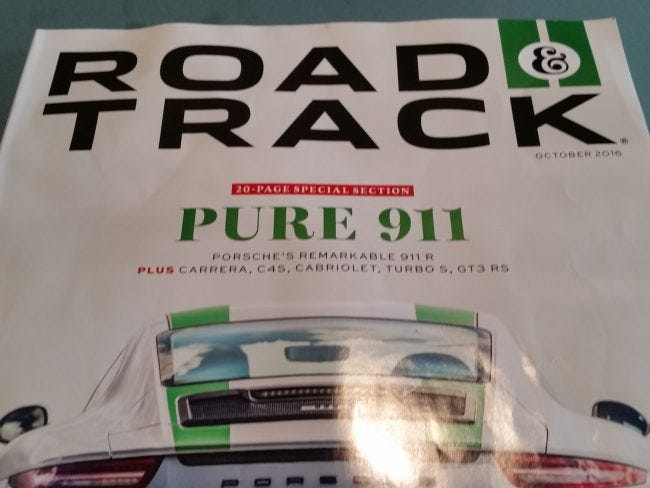 ROAD &
TRACK®
OCTOBER 2016
20-PAGE SPECIAL SECTION
PURE 911
PORSCHE'S REMARKABLE 911 R
PLUS CARRERA, C4S, CABRIOLET, TURBO S, GT3 RS
PORSCHE